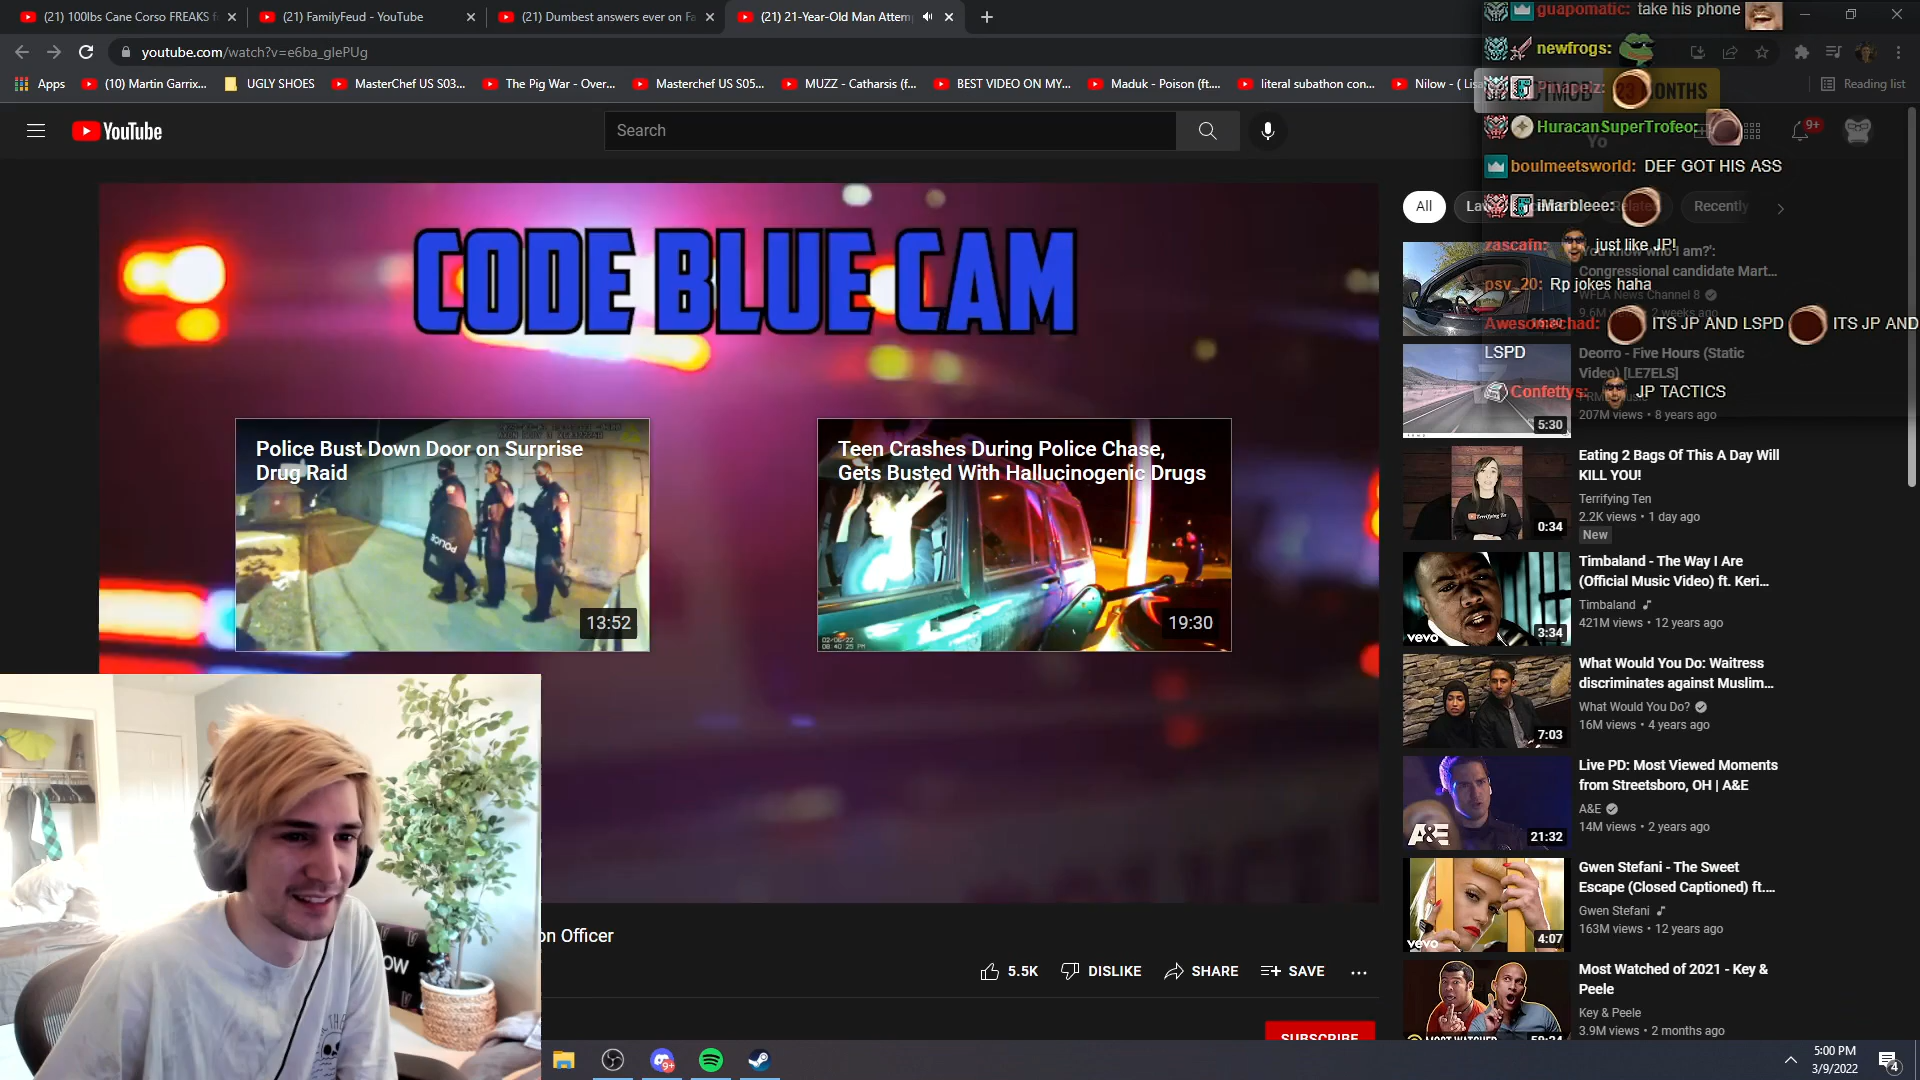 (21) 100lbs Cane Corso FREAKS
(21) FamilyFeud - YouTube
(21) Dumbest answers ever on Fa
(21) 21-Year-Old Man Attem
youtube.com/watch?v=e6ba_glePUg
Apps
(10) Martin Garrix...
UGLY SHOES
MasterChef US S03...
The Pig War - Over...
Masterchef US S05...
MUZZ - Catharsis (f...
BEST VIDEO ON MY...
Maduk - Poison (ft....
literal subathon con...
Nilow - (
Reading list
YouTube
Search
9+
guapomatic: take his phone
newfrogs:
MONTHS
HuracanSuperTrofeo:
Yo
boulmeetsworld: DEF GOT HIS ASS
iMarbleee:
zascafn: just like JP!
psv_20: Rp jokes haha
Awesomechad: ITS JP AND LSPD ITS JP AND
LSPD
Confettys: JP TACTICS
All
Recently
CODE BLUE CAM
Police Bust Down Door on Surprise
Drug Raid
POLICE
13:52
Teen Crashes During Police Chase,
Gets Busted With Hallucinogenic Drugs
19:30
on Officer
5.5K
DISLIKE
SHARE
SAVE
SUBSCRIBE
Congressional candidate Mart...
WFLA News Channel 8
Deorro - Five Hours (Static
Video) [LE7ELS]
207M views • 8 years ago
5:30
Eating 2 Bags Of This A Day Will
KILL YOU!
Terrifying Ten
2.2K views • 1 day ago
New
0:34
Timbaland - The Way I Are
(Official Music Video) ft. Keri...
Timbaland
421M views • 12 years ago
vevo
3:34
What Would You Do: Waitress
discriminates against Muslim...
What Would You Do?
16M views • 4 years ago
7:03
Live PD: Most Viewed Moments
from Streetsboro, OH | A&E
A&E
14M views • 2 years ago
A&E
21:32
Gwen Stefani - The Sweet
Escape (Closed Captioned) ft....
Gwen Stefani
163M views • 12 years ago
vevo
4:07
Most Watched of 2021 - Key &
Peele
Key & Peele
3.9M views • 2 months ago
5:00 PM
3/9/2022
4